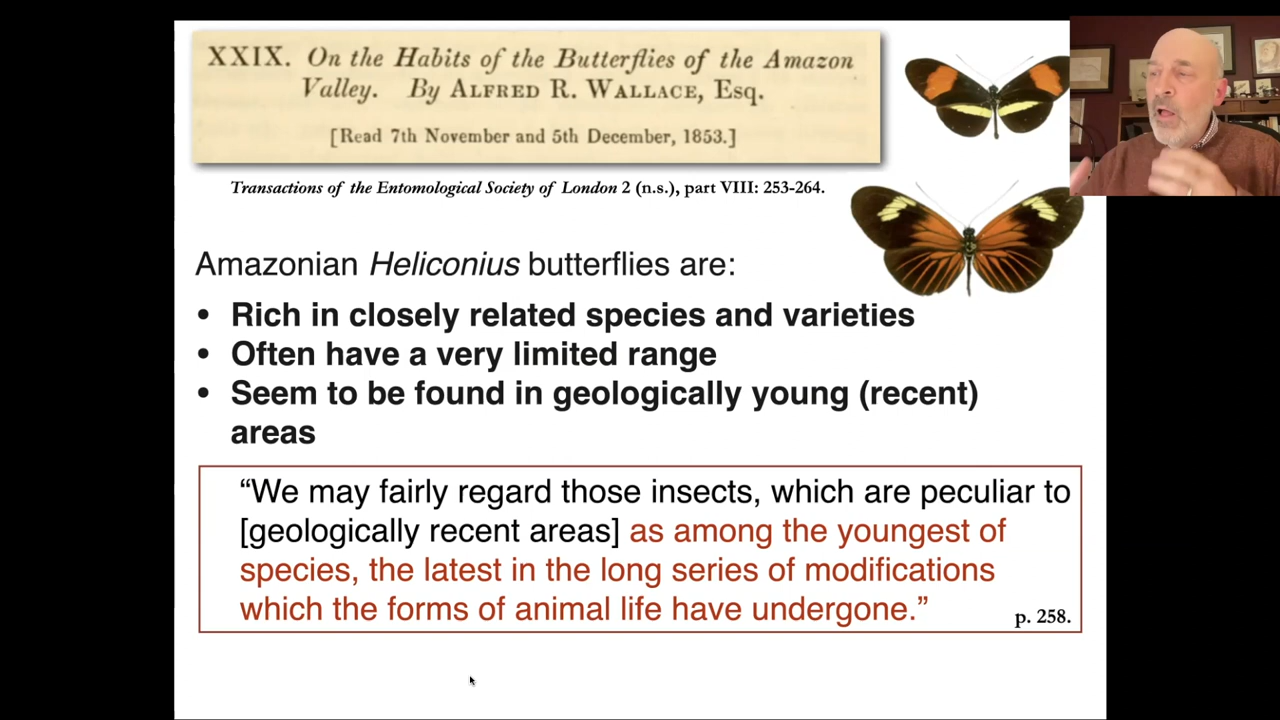 XXIX. On the Habits of the Butterflies of the Amazon
Valley. By ALFRED R. WALLACE, Esq.
[Read 7th November and 5th December, 1853.]
Transactions of the Entomological Society of London 2 (n.s.), part VIII: 253-264.
Amazonian Heliconius butterflies are:
• Rich in closely related species and varieties
• Often have a very limited range
• Seem to be found in geologically young (recent)
areas
“We may fairly regard those insects, which are peculiar to
[geologically recent areas] as among the youngest of
species, the latest in the long series of modifications
which the forms of animal life have undergone.”
p. 258.